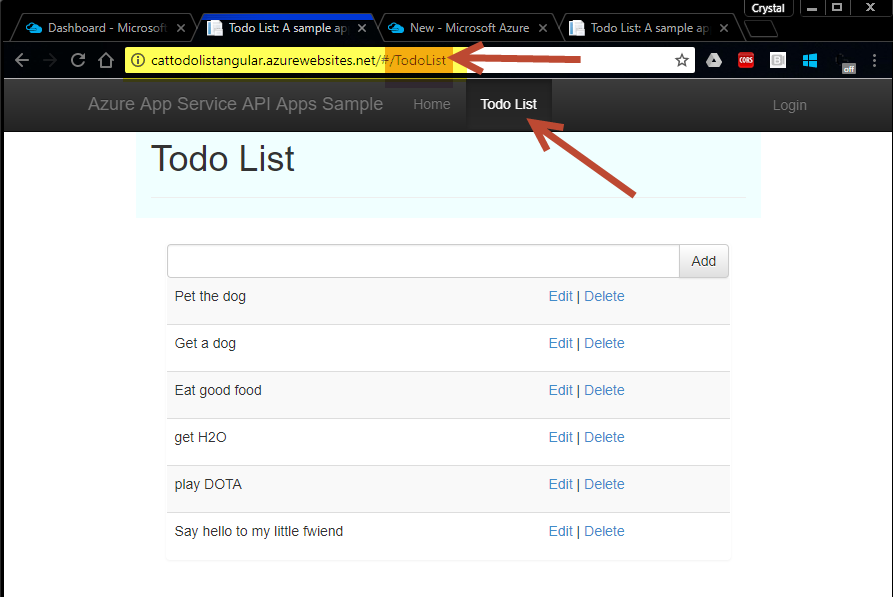 Crystal
Dashboard - Microsoft
Todo List: A sample ap
New - Microsoft Azure
Todo List: A sample ap
cattodolistangular.azurewebsites.net/#/TodoList
CORS
off
Azure App Service API Apps Sample Home Todo List Login
Todo List
Add
Pet the dog Edit | Delete
Get a dog Edit | Delete
Eat good food Edit | Delete
get H2O Edit | Delete
play DOTA Edit | Delete
Say hello to my little fwiend Edit | Delete